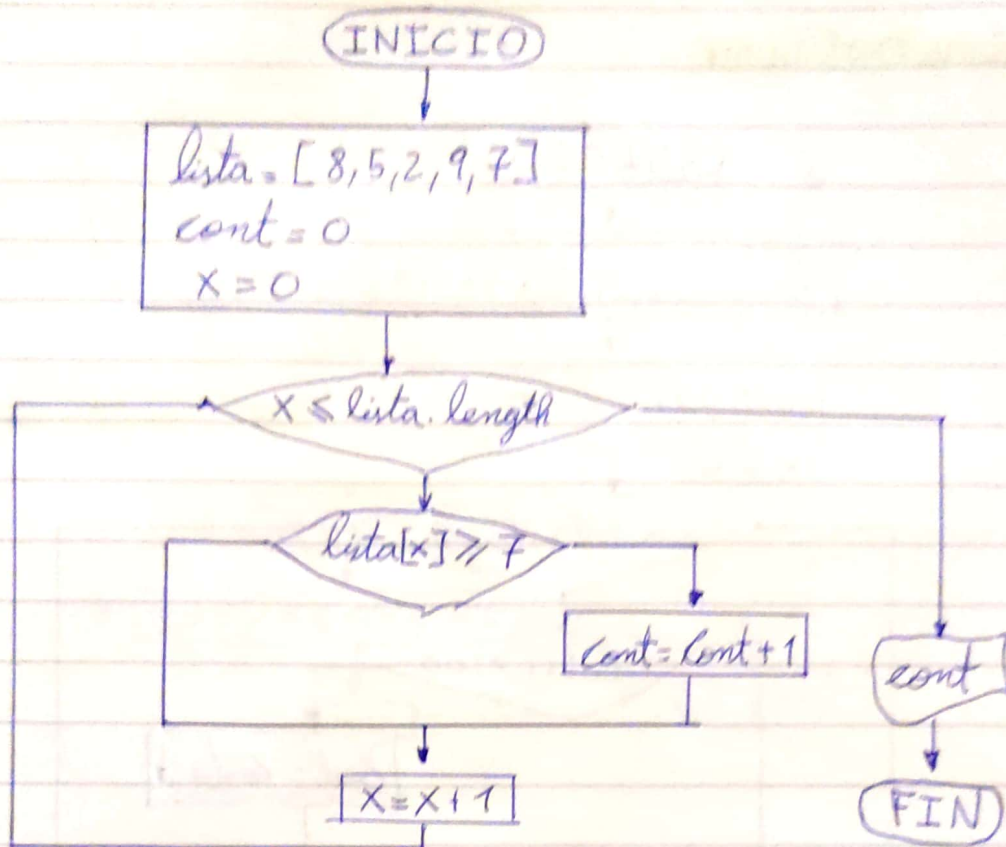 INICIO
lista = [8,5,2,9,7]
cont = 0
x = 0
x ≤ lista.length
lista[x] ≥ 7
cont = cont + 1
cont
x = x + 1
FIN